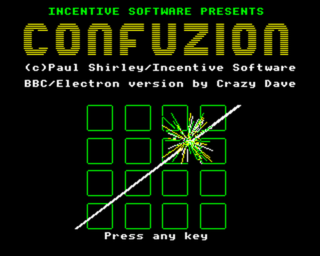 INCENTIVE SOFTWARE PRESENTS
CONFUZION
(c)Paul Shirley/Incentive Software
BBC/Electron version by Crazy Dave
Press any key